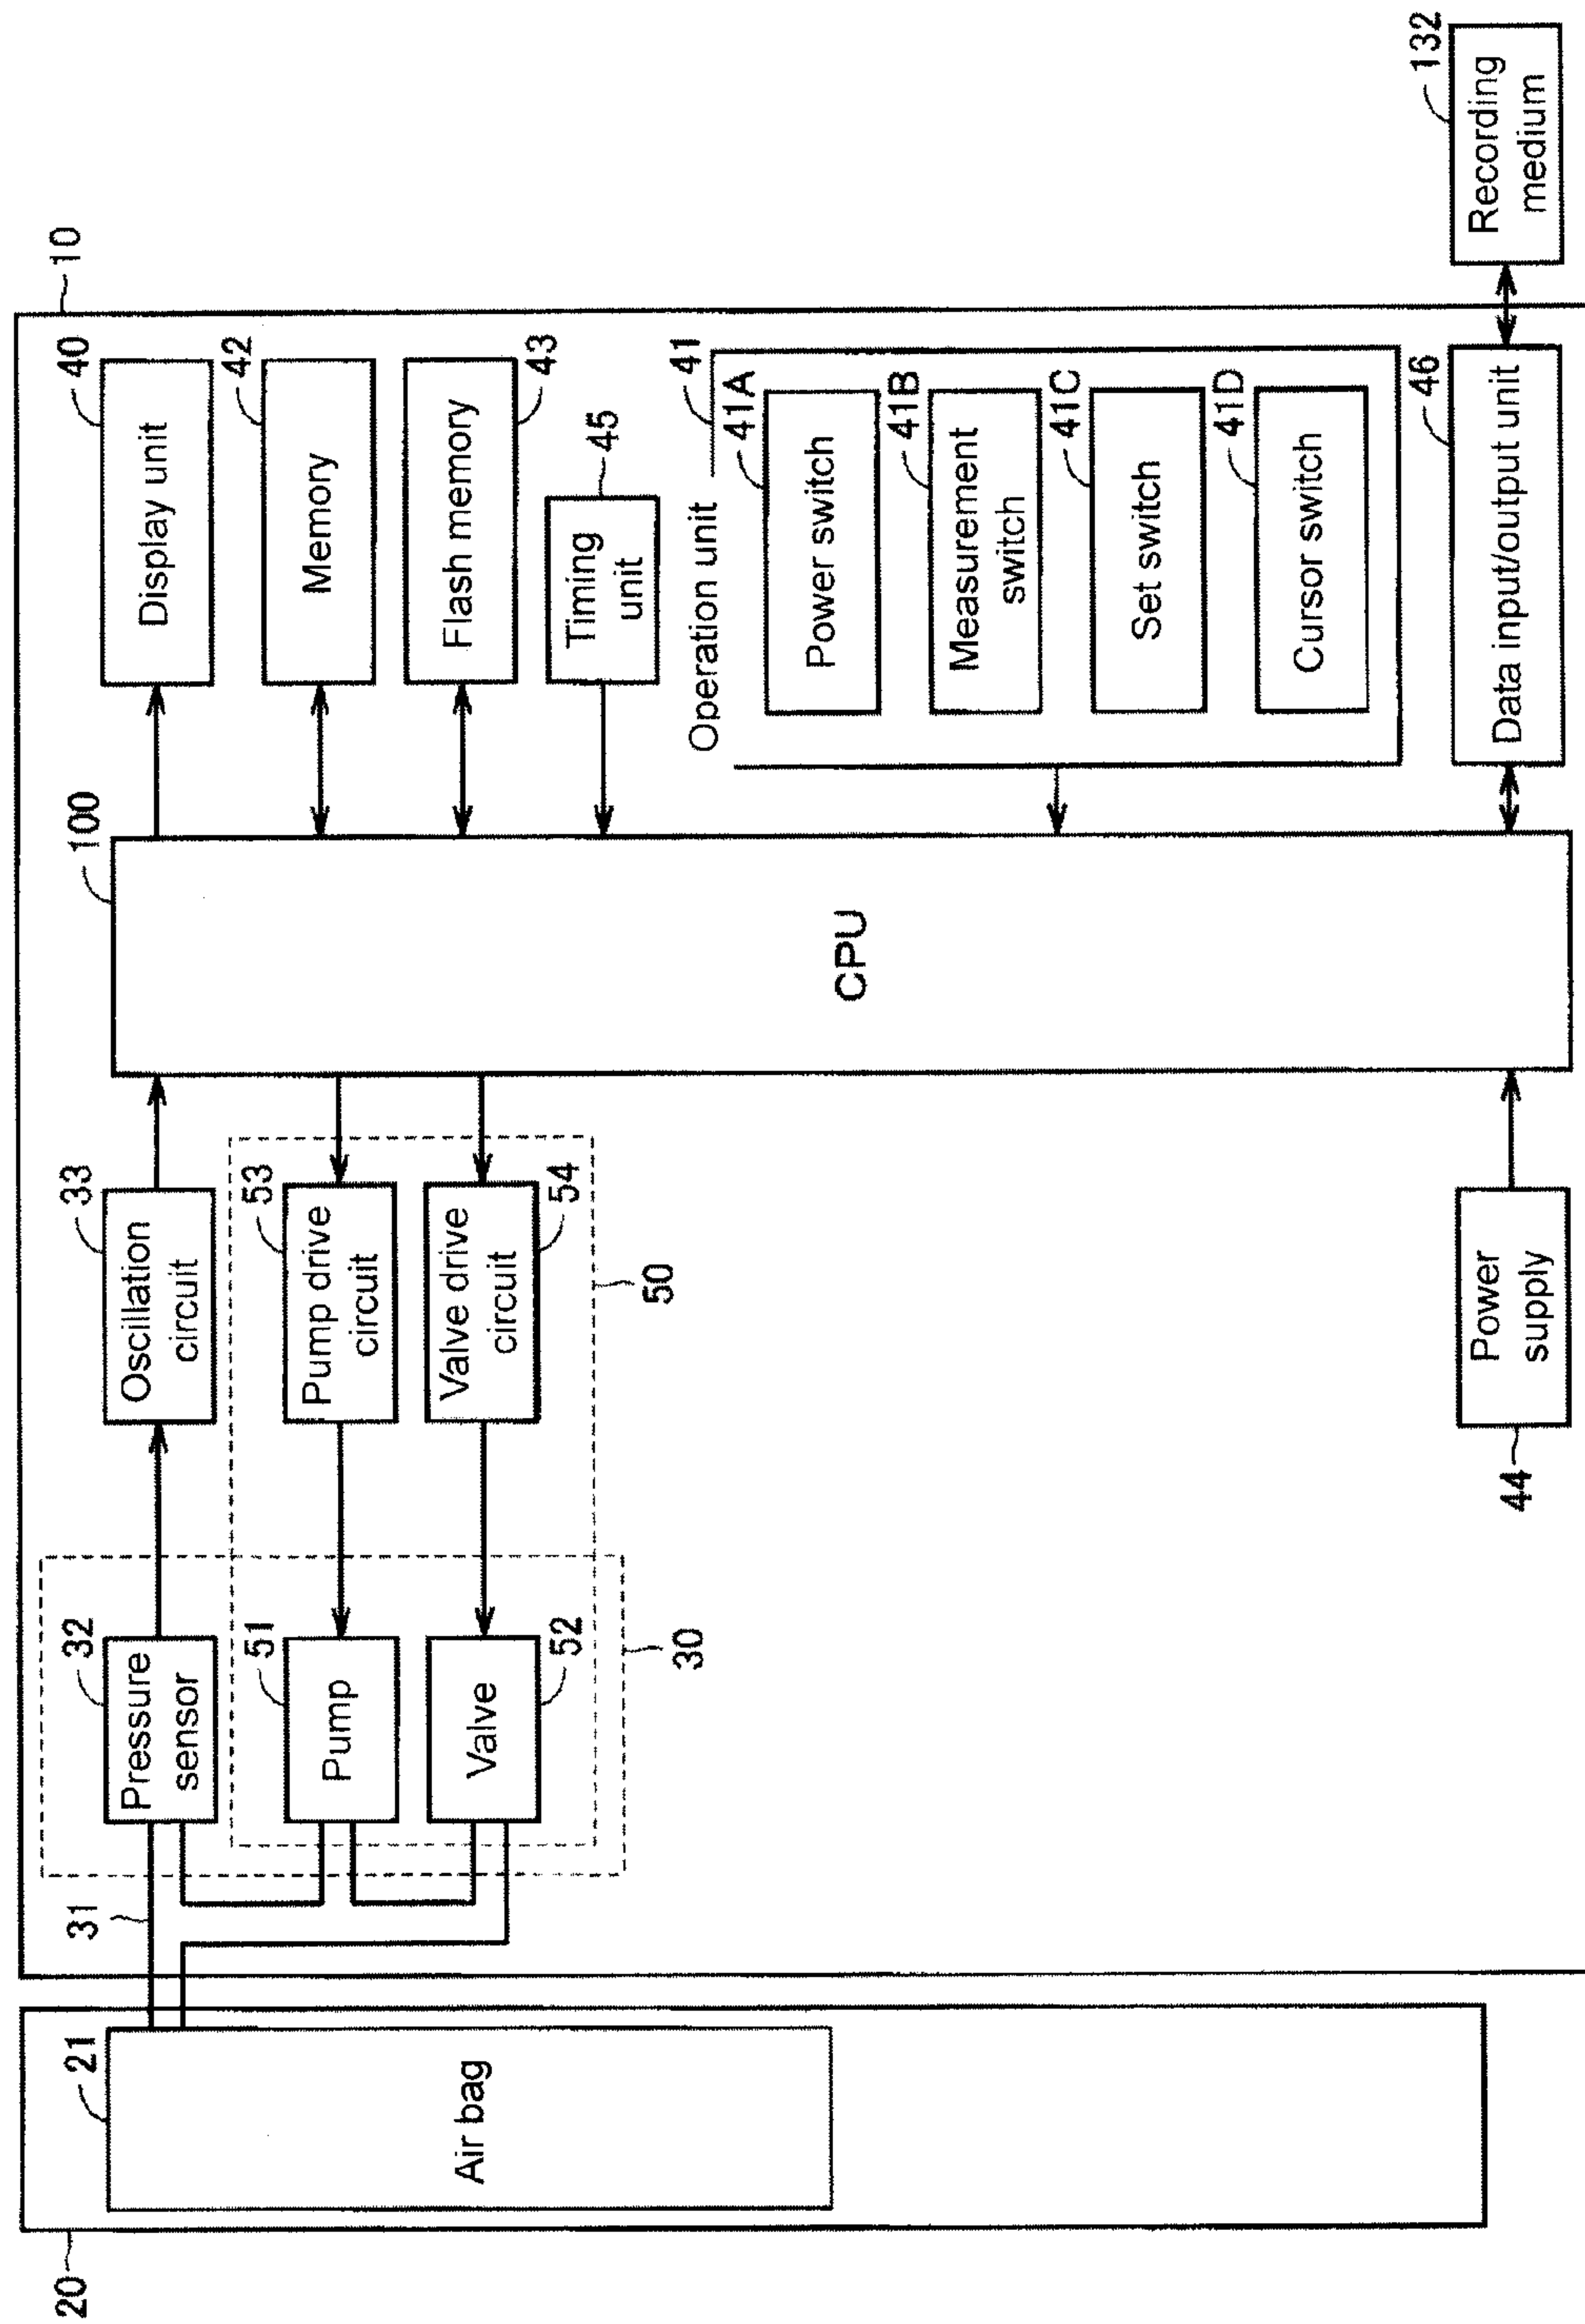 20
21
Air bag
10
31
32
Pressure
sensor
33
Oscillation
circuit
51
Pump
53
Pump drive
circuit
52
Valve
54
Valve drive
circuit
30
50
44
Power
supply
100
CPU
40
Display unit
42
Memory
43
Flash memory
45
Timing
unit
Operation unit
41
41A
Power switch
41B
Measurement
switch
41C
Set switch
41D
Cursor switch
46
Data input/output unit
132
Recording
medium